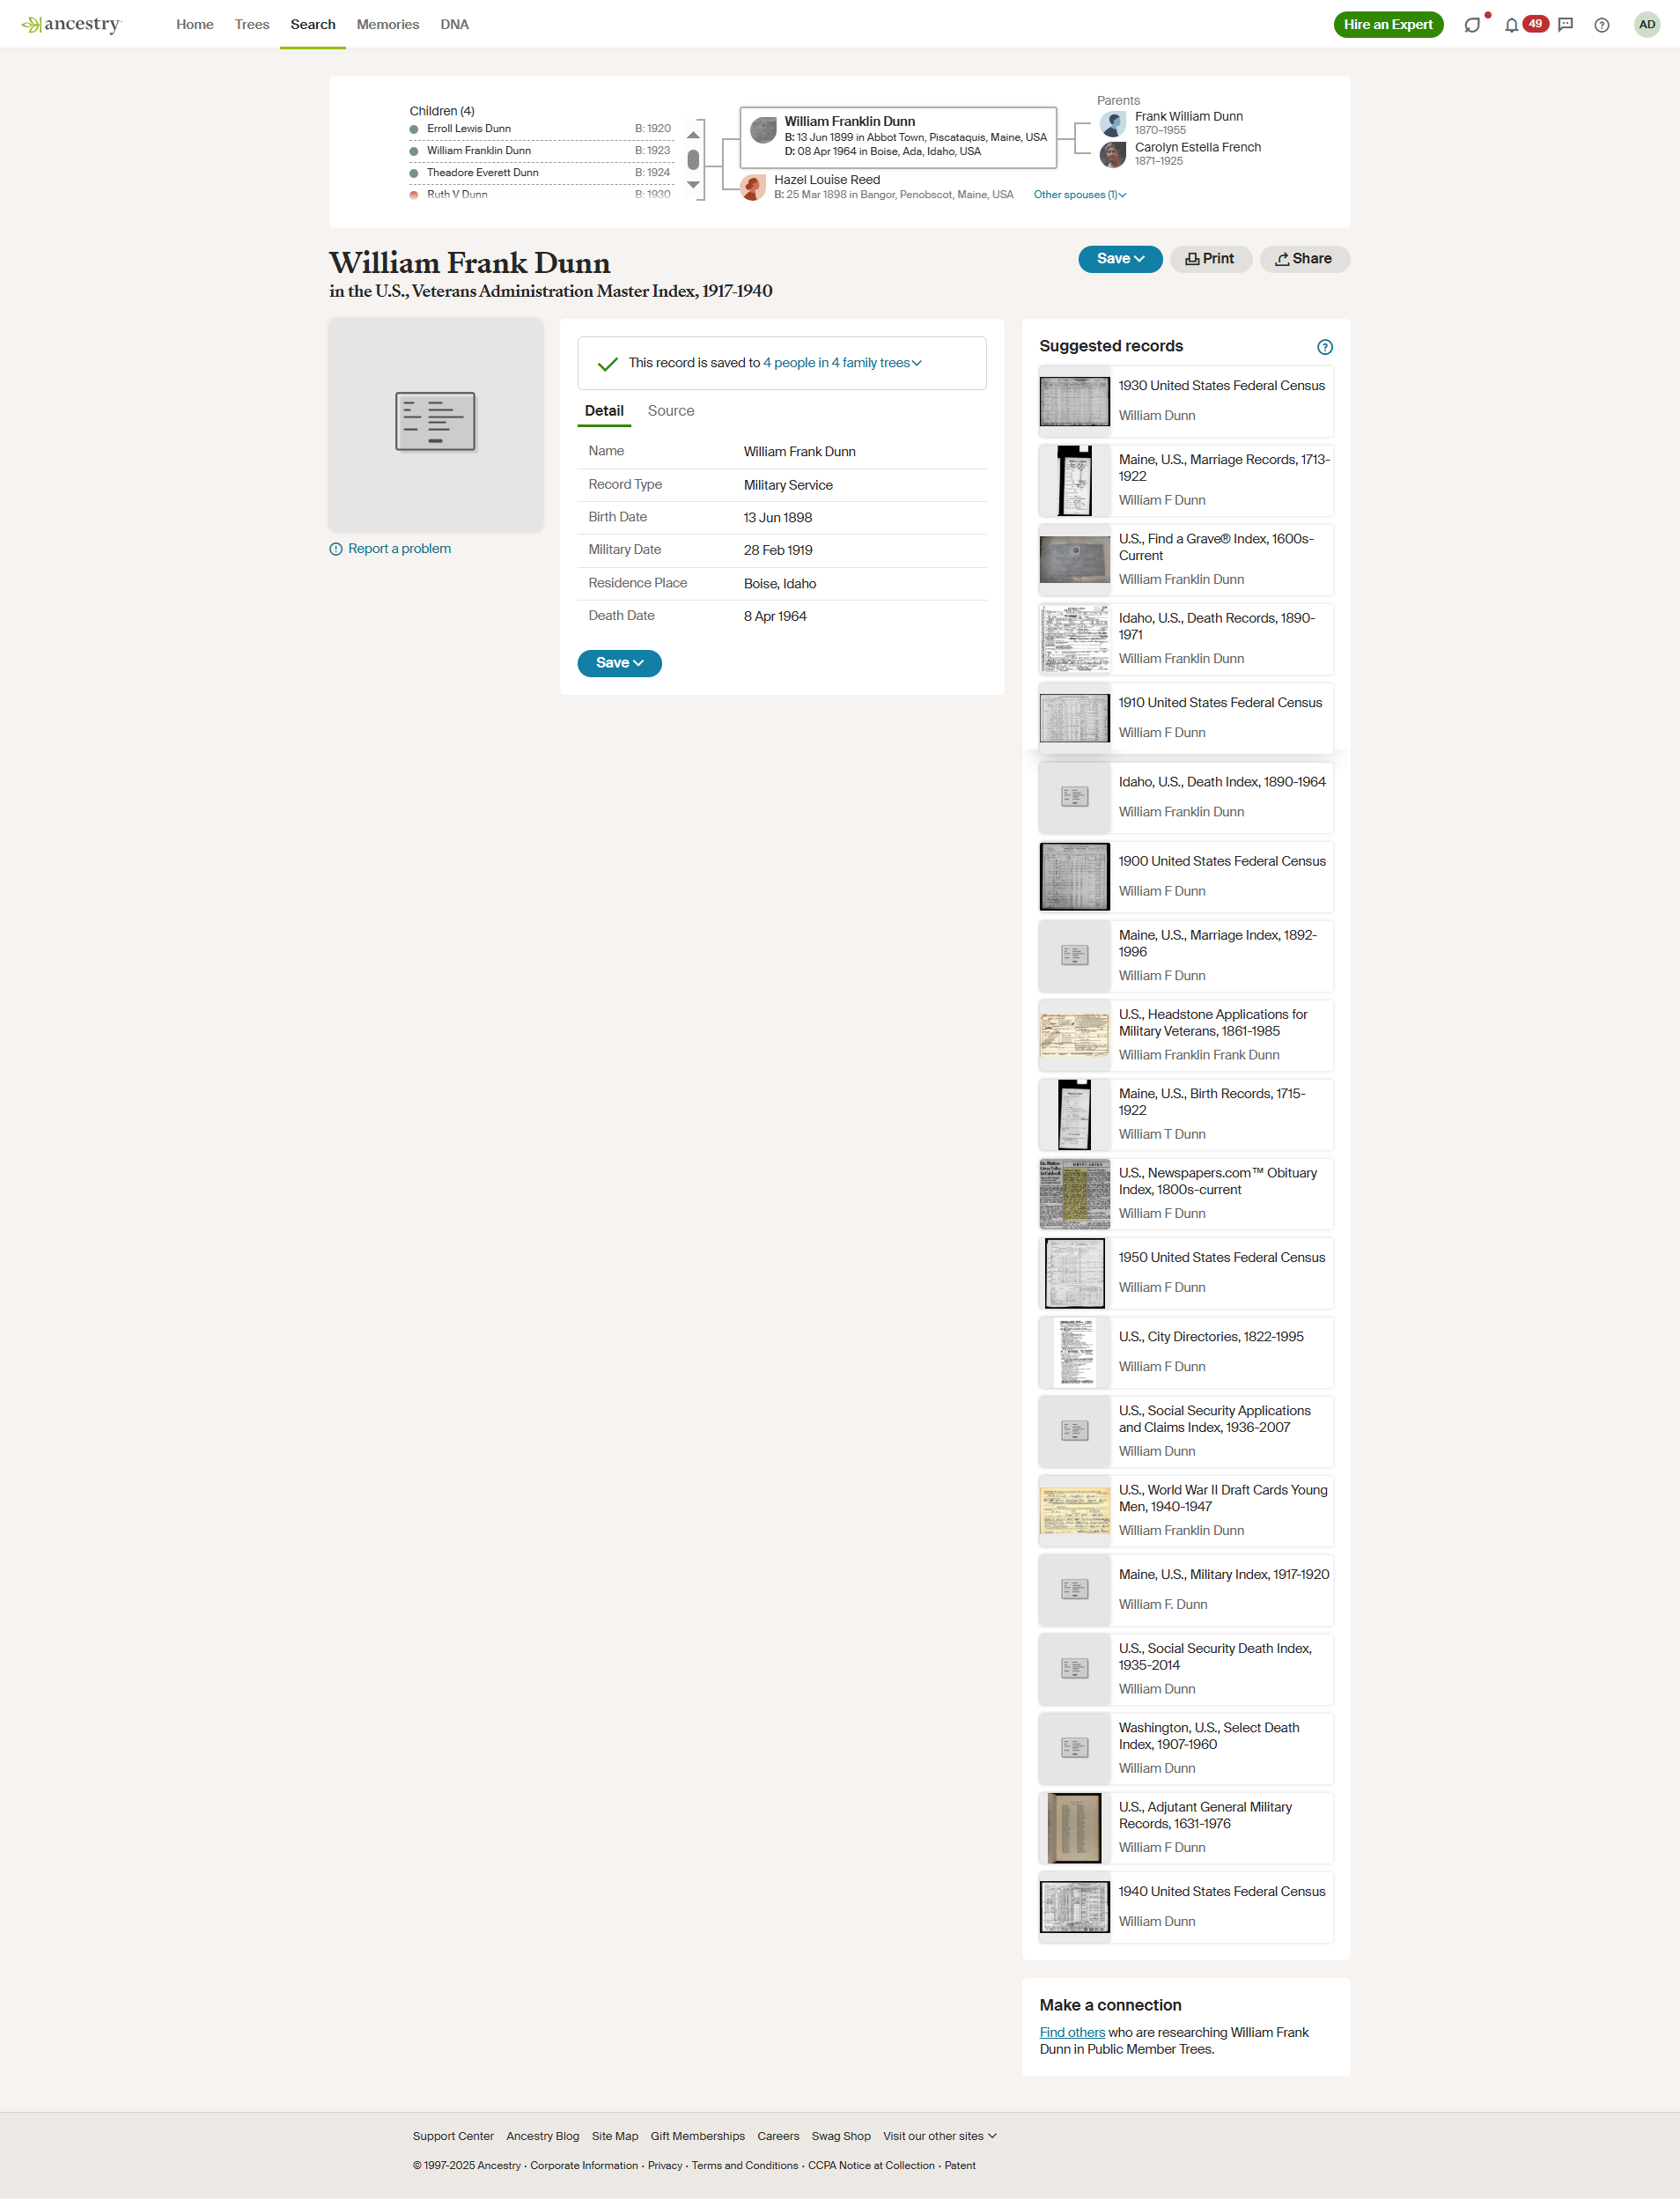 ancestry
Home Trees Search Memories DNA
Hire an Expert
49
AD
Children (4)
Erroll Lewis Dunn B: 1920
William Franklin Dunn B: 1923
Theadore Everett Dunn B: 1924
Ruth V Dunn B: 1930
William Franklin Dunn
B: 13 Jun 1899 in Abbot Town, Piscataquis, Maine, USA
D: 08 Apr 1964 in Boise, Ada, Idaho, USA
Hazel Louise Reed
B: 25 Mar 1898 in Bangor, Penobscot, Maine, USA
Other spouses (1)
Parents
Frank William Dunn
1870–1955
Carolyn Estella French
1871–1925
William Frank Dunn
in the U.S., Veterans Administration Master Index, 1917-1940
Save
Print
Share
Report a problem
This record is saved to 4 people in 4 family trees
Detail Source
Name William Frank Dunn
Record Type Military Service
Birth Date 13 Jun 1898
Military Date 28 Feb 1919
Residence Place Boise, Idaho
Death Date 8 Apr 1964
Save
Suggested records
1930 United States Federal Census
William Dunn
Maine, U.S., Marriage Records, 1713-
1922
William F Dunn
U.S., Find a Grave® Index, 1600s-
Current
William Franklin Dunn
Idaho, U.S., Death Records, 1890-
1971
William Franklin Dunn
1910 United States Federal Census
William F Dunn
Idaho, U.S., Death Index, 1890-1964
William Franklin Dunn
1900 United States Federal Census
William F Dunn
Maine, U.S., Marriage Index, 1892-
1996
William F Dunn
U.S., Headstone Applications for
Military Veterans, 1861-1985
William Franklin Frank Dunn
Maine, U.S., Birth Records, 1715-
1922
William T Dunn
U.S., Newspapers.com™ Obituary
Index, 1800s-current
William F Dunn
1950 United States Federal Census
William F Dunn
U.S., City Directories, 1822-1995
William F Dunn
U.S., Social Security Applications
and Claims Index, 1936-2007
William Dunn
U.S., World War II Draft Cards Young
Men, 1940-1947
William Franklin Dunn
Maine, U.S., Military Index, 1917-1920
William F. Dunn
U.S., Social Security Death Index,
1935-2014
William Dunn
Washington, U.S., Select Death
Index, 1907-1960
William Dunn
U.S., Adjutant General Military
Records, 1631-1976
William F Dunn
1940 United States Federal Census
William Dunn
Make a connection
Find others who are researching William Frank
Dunn in Public Member Trees.
Support Center Ancestry Blog Site Map Gift Memberships Careers Swag Shop Visit our other sites
© 1997-2025 Ancestry · Corporate Information · Privacy · Terms and Conditions · CCPA Notice at Collection · Patent